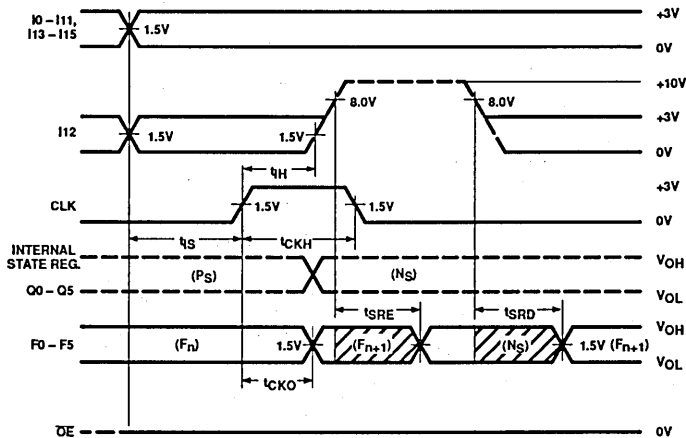 I0 – I11,
I13 – I15
1.5V
+3V
0V
+10V
8.0V
8.0V
I12
1.5V
1.5V
+3V
0V
tIH
CLK
1.5V
1.5V
+3V
0V
tIS
tCKH
INTERNAL
STATE REG.
(PS)
(NS)
VOH
Q0 – Q5
VOL
tSRE
tSRD
F0 – F5
(Fn)
1.5V
(Fn+1)
(NS)
1.5V (Fn+1)
VOH
VOL
tCKO
OE
0V